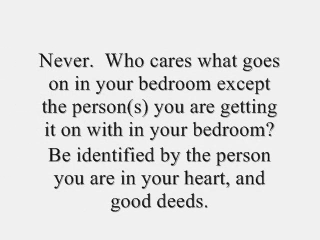 Never.  Who cares what goes
on in your bedroom except
the person(s) you are getting
it on with in your bedroom?
Be identified by the person
you are in your heart, and
good deeds.